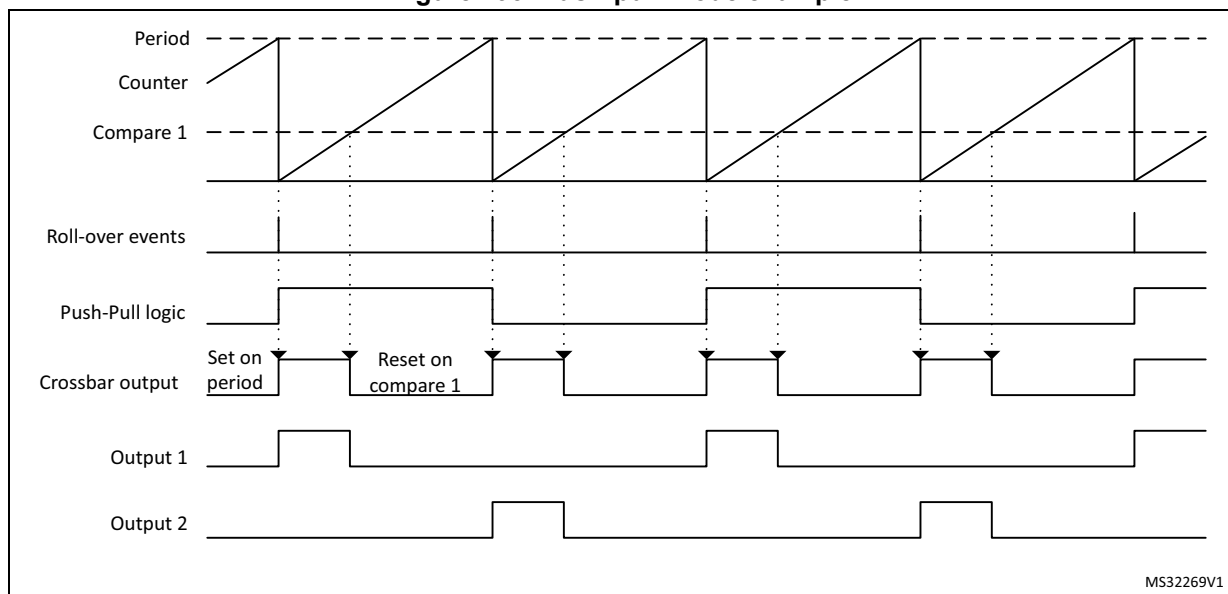 Period
Counter
Compare 1
Roll-over events
Push-Pull logic
Set on
period
Reset on
compare 1
Crossbar output
Output 1
Output 2
MS32269V1